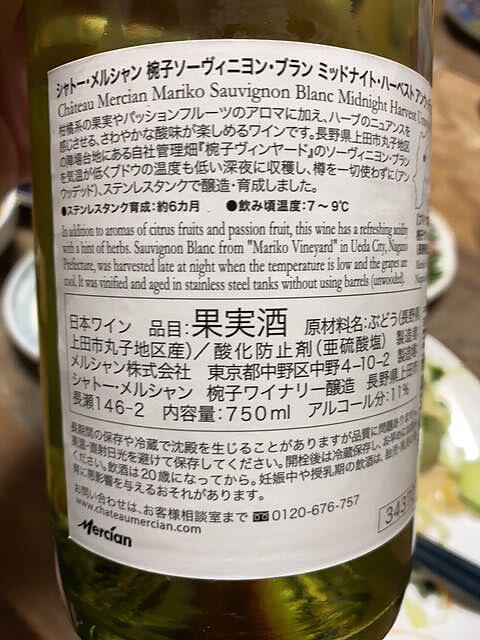 シャトー・メルシャン 椀子ソーヴィニヨン・ブラン ミッドナイト・ハーベスト
Château Mercian Mariko Sauvignon Blanc Midnight Harvest
柑橘系の果実やパッションフルーツのアロマに加え、ハーブのニュアンスを
感じさせる、さわやかな酸味が楽しめるワインです。長野県上田市丸子地区
の陣場台地にある自社管理畑『椀子ヴィンヤード』のソーヴィニヨン・ブラン
を気温が低くブドウの温度も低い深夜に収穫し、樽を一切使わずに(アン
ウッデッド)、ステンレスタンクで醸造・育成しました。
●ステンレスタンク育成:約6カ月 ●飲み頃温度:7~9℃
In addition to aromas of citrus fruits and passion fruit, this wine has a refreshing acidity
with a hint of herbs. Sauvignon Blanc from "Mariko Vineyard" in Ueda City, Nagano
Prefecture, was harvested late at night when the temperature is low and the grapes are
cool. It was vinified and aged in stainless steel tanks without using barrels (unwooded).
日本ワイン 品目:果実酒 原材料名:ぶどう(長野県
上田市丸子地区産)/酸化防止剤(亜硫酸塩) 製造者
メルシャン株式会社 東京都中野区中野4-10-2 製造場
シャトー・メルシャン 椀子ワイナリー醸造 長野県上田市
長瀬146-2 内容量:750ml アルコール分:11%
長期間の保存や冷蔵で沈殿を生じることがありますが品質に問題あり
高温・直射日光を避けて保存してください。開栓後は冷蔵保存し、お早めに
ください。飲酒は20歳になってから。妊娠中や授乳期の飲酒は、胎児・乳
育に悪影響を与えるおそれがあります。
お問い合わせは、お客様相談室まで 0120-676-757
www.chateaumercian.com
Mercian
3437